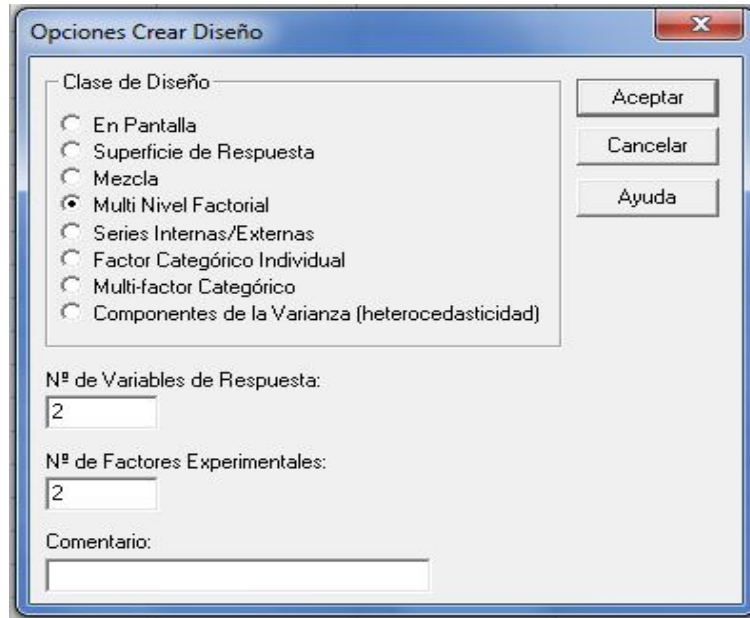 Opciones Crear Diseño
Clase de Diseño
En Pantalla
Superficie de Respuesta
Mezcla
Multi Nivel Factorial
Series Internas/Externas
Factor Categórico Individual
Multi-factor Categórico
Componentes de la Varianza (heterocedasticidad)
Aceptar
Cancelar
Ayuda
Nº de Variables de Respuesta:
2
Nº de Factores Experimentales:
2
Comentario: